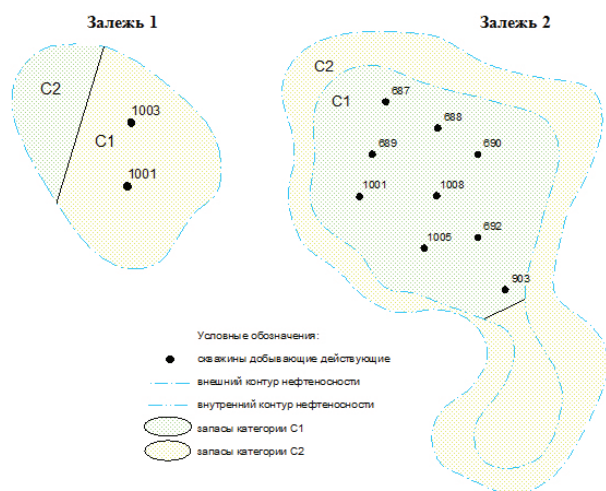 Залежь 1
Залежь 2
C2
C1
1003
1001
C2
C1
687
688
689
690
1001
1008
692
1005
903
Условные обозначения:
скважины добывающие действующие
внешний контур нефтеносности
внутренний контур нефтеносности
запасы категории C1
запасы категории C2